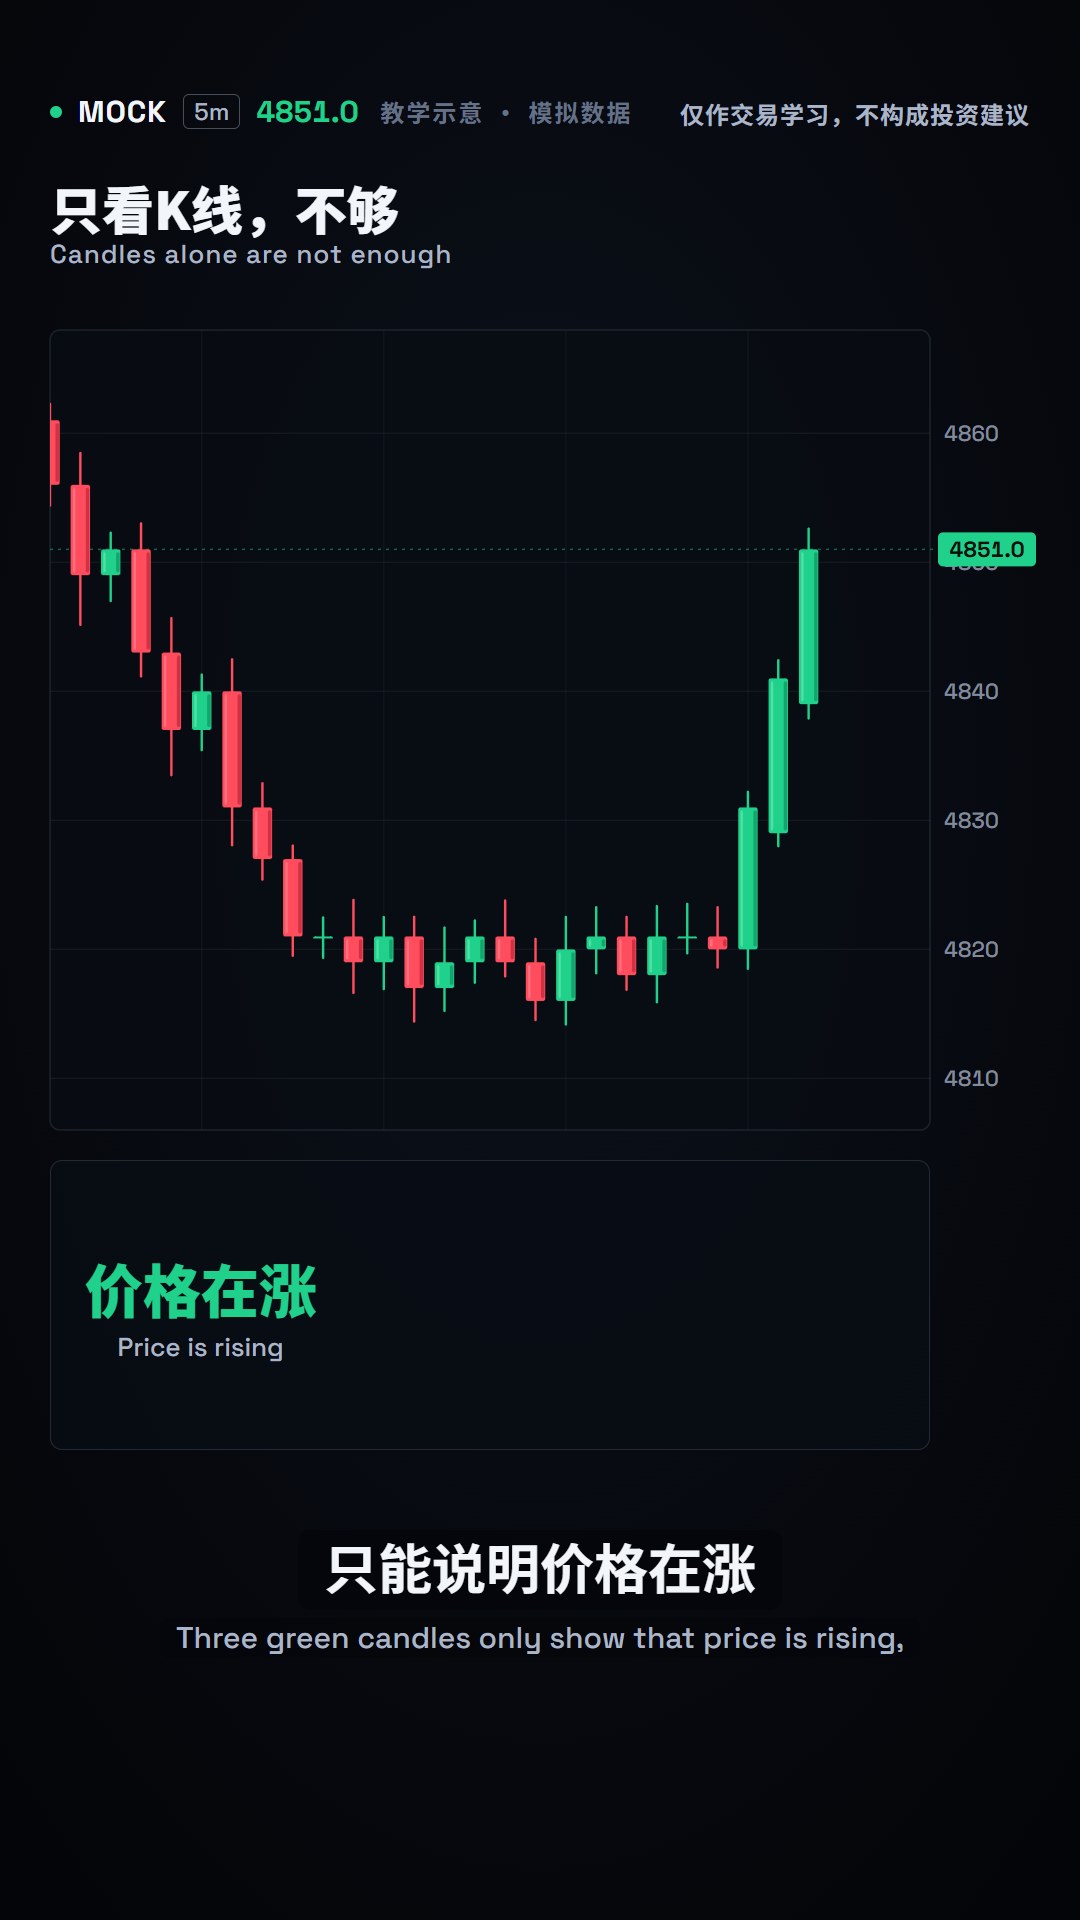 MOCK 5m 4851.0 教学示意 • 模拟数据 仅作交易学习，不构成投资建议
只看K线，不够
Candles alone are not enough
4860
4851.0
4840
4830
4820
4810
价格在涨
Price is rising
只能说明价格在涨
Three green candles only show that price is rising,